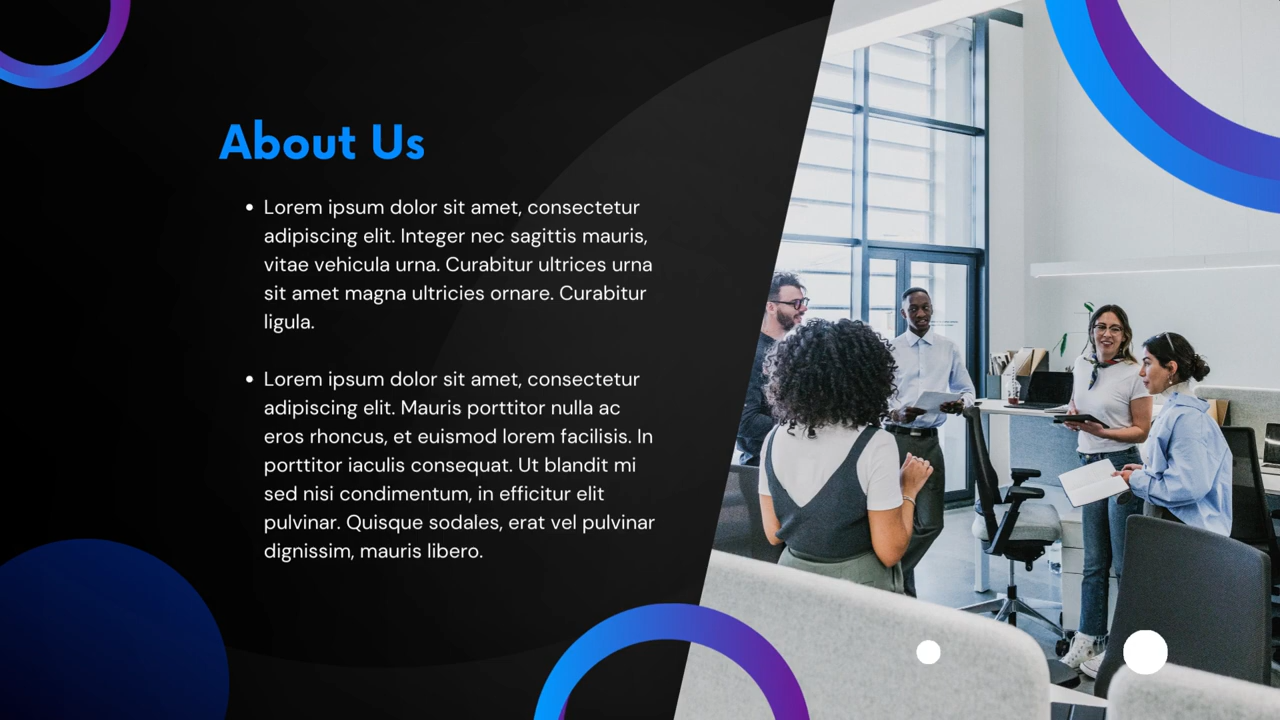 About Us
• Lorem ipsum dolor sit amet, consectetur
adipiscing elit. Integer nec sagittis mauris,
vitae vehicula urna. Curabitur ultrices urna
sit amet magna ultricies ornare. Curabitur
ligula.
• Lorem ipsum dolor sit amet, consectetur
adipiscing elit. Mauris porttitor nulla ac
eros rhoncus, et euismod lorem facilisis. In
porttitor iaculis consequat. Ut blandit mi
sed nisi condimentum, in efficitur elit
pulvinar. Quisque sodales, erat vel pulvinar
dignissim, mauris libero.